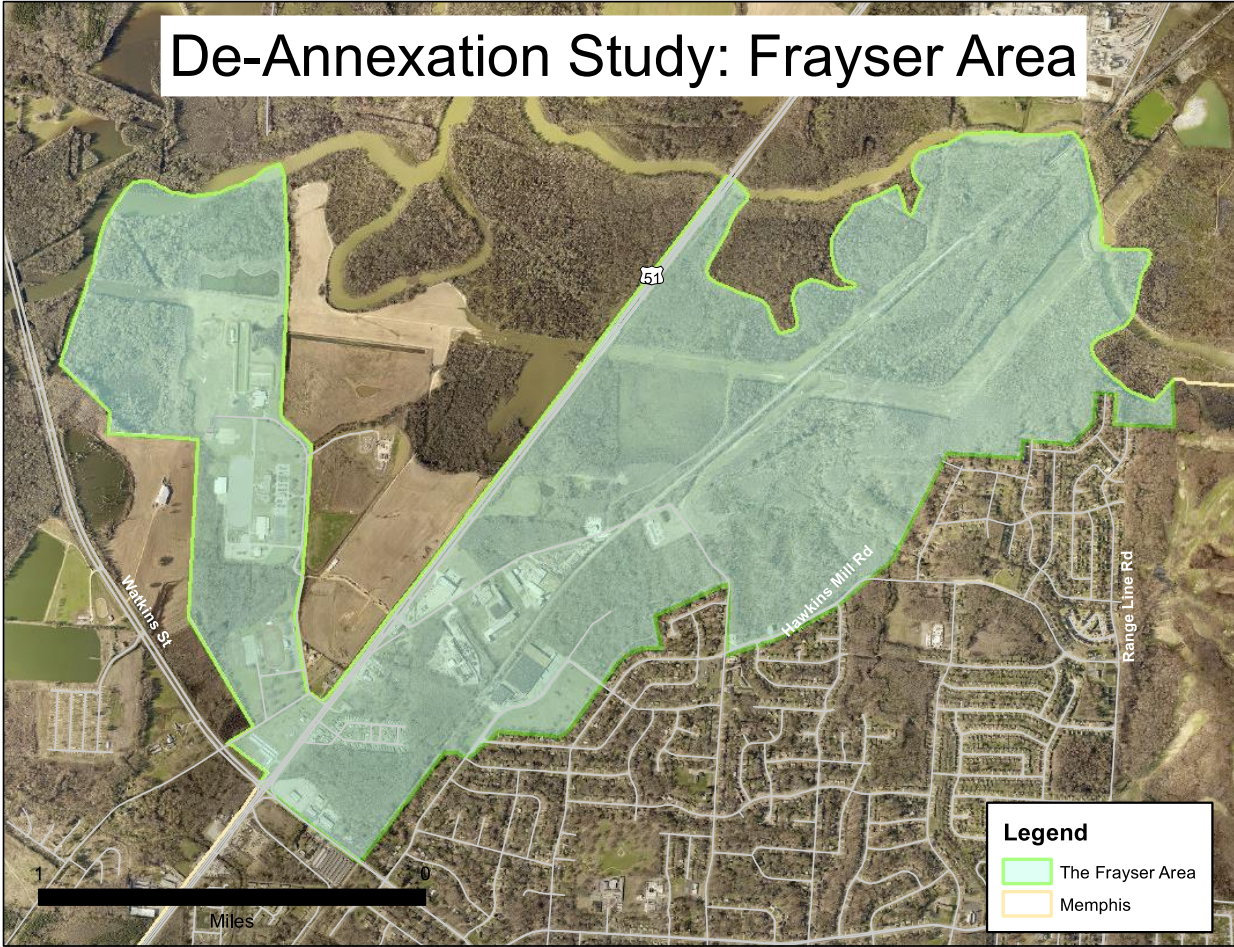 De-Annexation Study: Frayser Area
51
Watkins St
Hawkins Mill Rd
Range Line Rd
Legend
The Frayser Area
Memphis
1 0
Miles